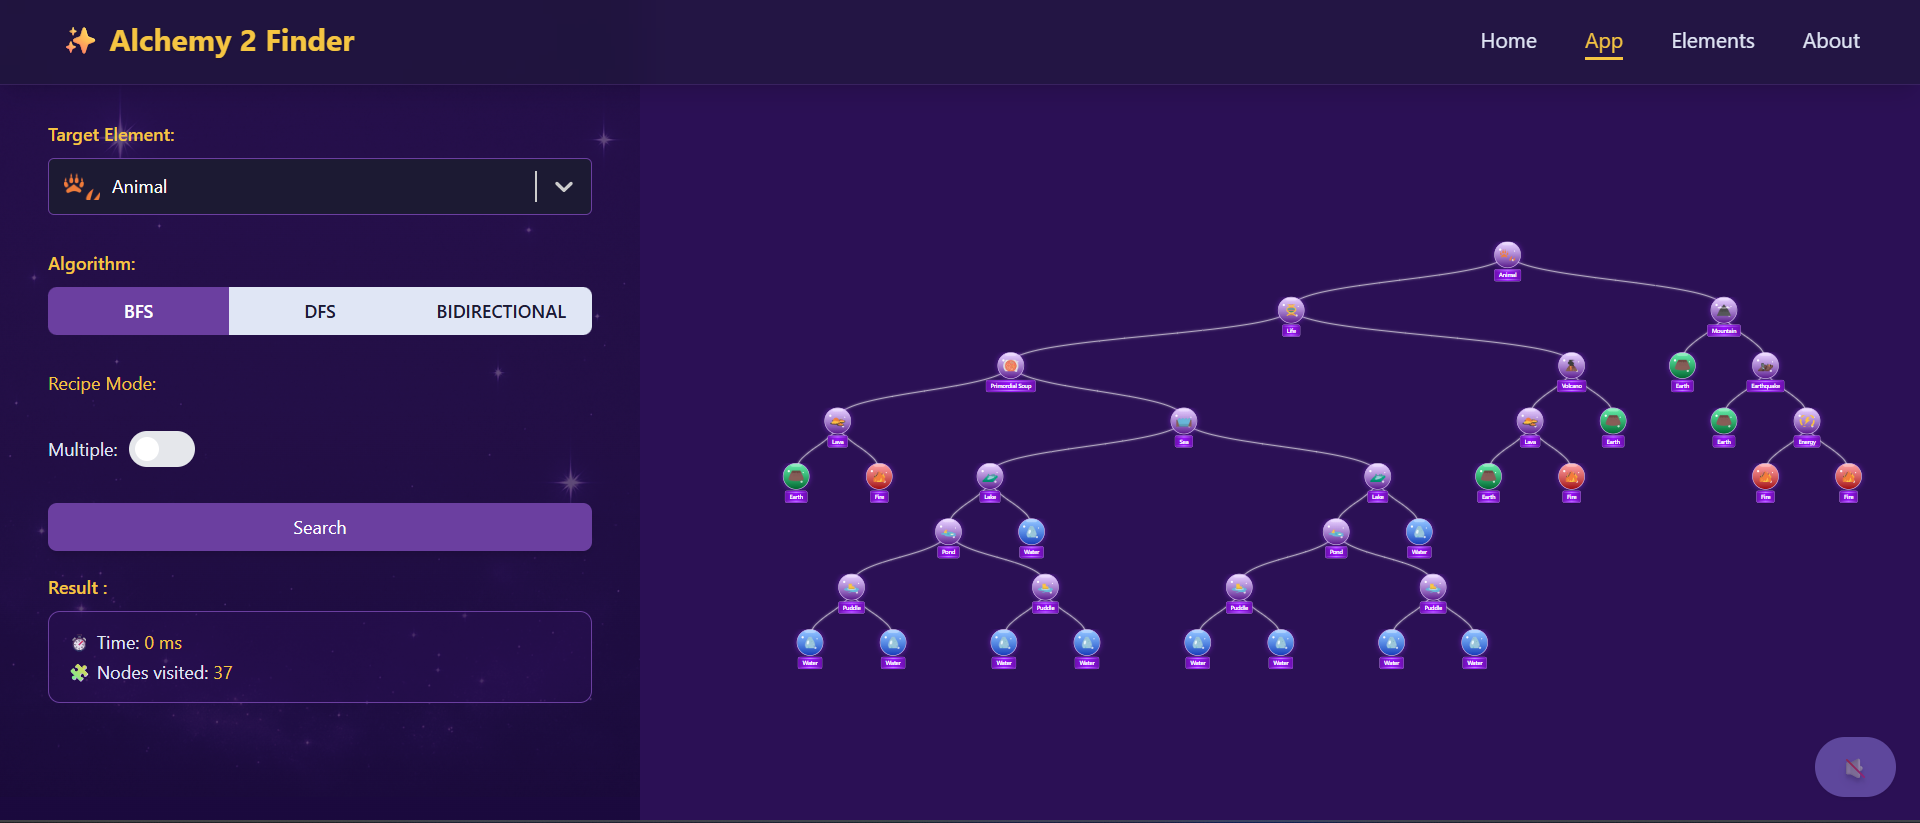 Alchemy 2 Finder
Home App Elements About
Target Element:
Animal
Algorithm:
BFS DFS BIDIRECTIONAL
Recipe Mode:
Multiple:
Search
Result :
Time: 0 ms
Nodes visited: 37
Animal
Life Mountain
Primordial Soup Volcano Earth Earthquake
Lava Sea Lava Earth Earth Energy
Earth Fire Lake Lake Earth Fire Fire Fire
Pond Water Pond Water
Puddle Puddle Puddle Puddle
Water Water Water Water Water Water Water Water